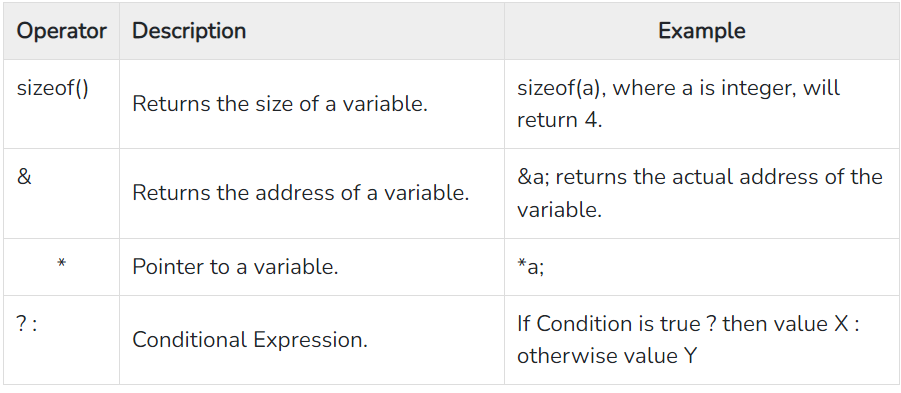 Operator Description Example
sizeof() Returns the size of a variable. sizeof(a), where a is integer, will
return 4.
& Returns the address of a variable. &a; returns the actual address of the
variable.
* Pointer to a variable. *a;
? : Conditional Expression. If Condition is true ? then value X :
otherwise value Y